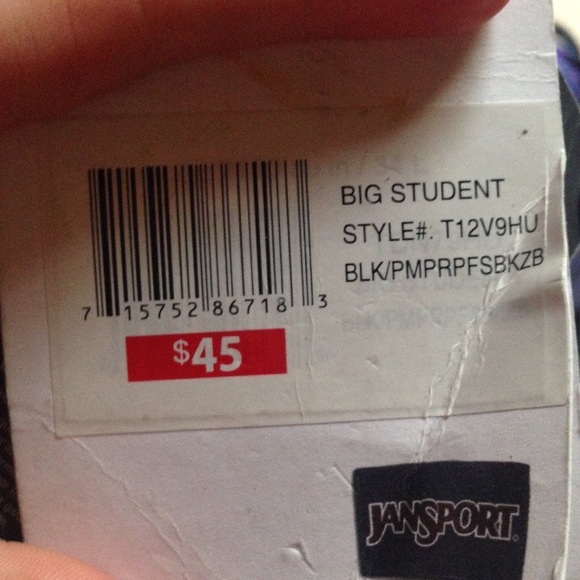 BIG STUDENT
STYLE#: T12V9HU
BLK/PMPRPFSBKZB
7 15752 86718 3
$45
JANSPORT